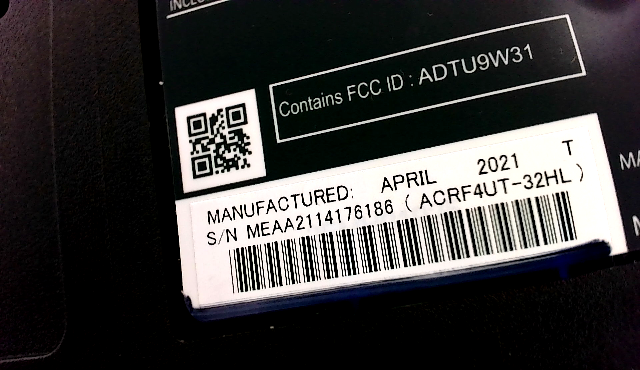 Contains FCC ID : ADTU9W31
MANUFACTURED: APRIL 2021 T
S/N MEAA2114176186 ( ACRF4UT-32HL )